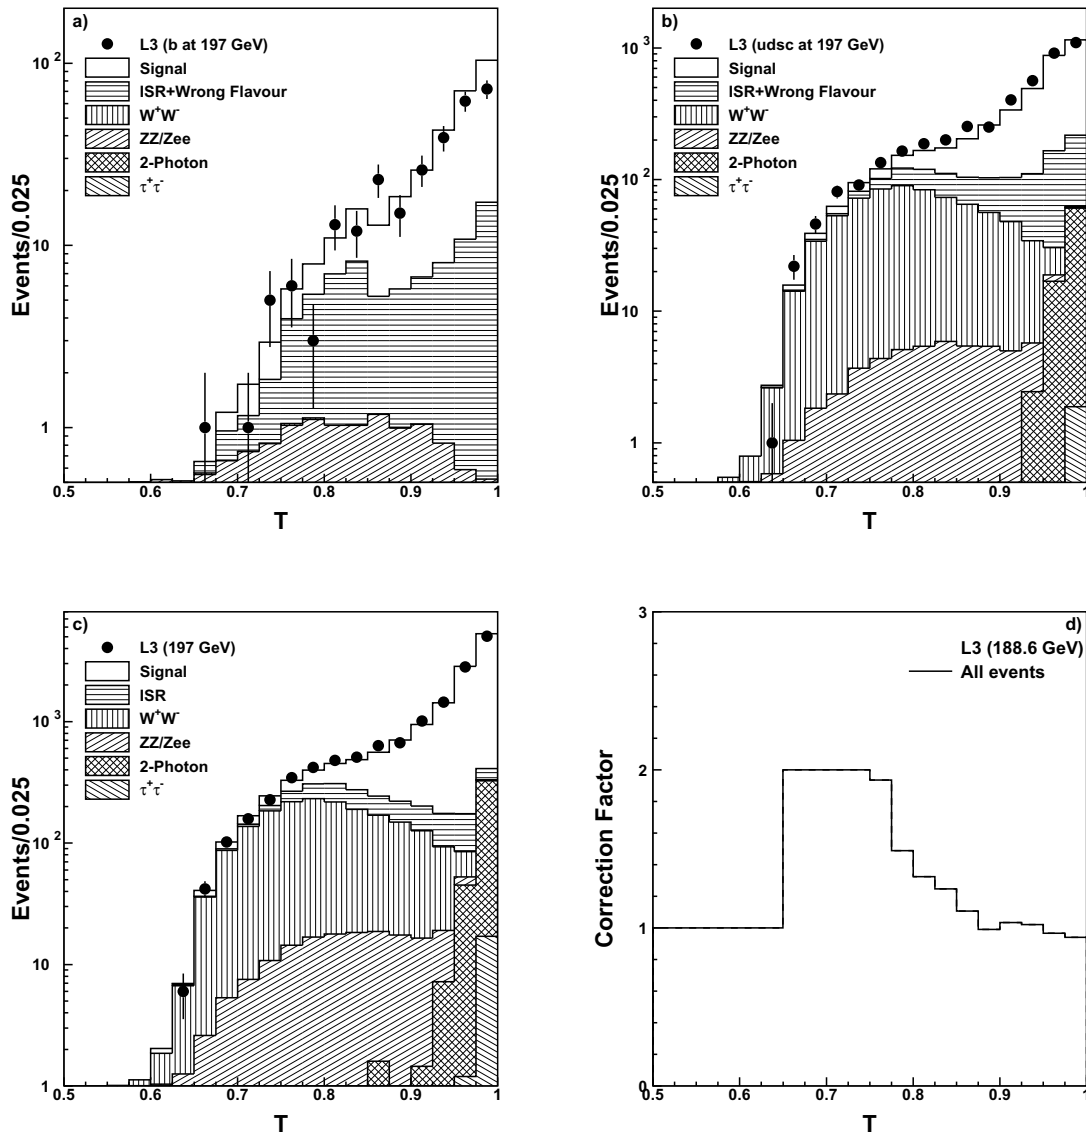 a)
L3 (b at 197 GeV)
Signal
ISR+Wrong Flavour
W⁺W⁻
ZZ/Zee
2-Photon
τ⁺τ⁻
10²
10
1
Events/0.025
0.5 0.6 0.7 0.8 0.9 1
T
b)
L3 (udsc at 197 GeV)
Signal
ISR+Wrong Flavour
W⁺W⁻
ZZ/Zee
2-Photon
τ⁺τ⁻
10³
10²
10
1
Events/0.025
0.5 0.6 0.7 0.8 0.9 1
T
c)
L3 (197 GeV)
Signal
ISR
W⁺W⁻
ZZ/Zee
2-Photon
τ⁺τ⁻
10³
10²
10
1
Events/0.025
0.5 0.6 0.7 0.8 0.9 1
T
d)
L3 (188.6 GeV)
All events
3
2
1
0
Correction Factor
0.5 0.6 0.7 0.8 0.9 1
T